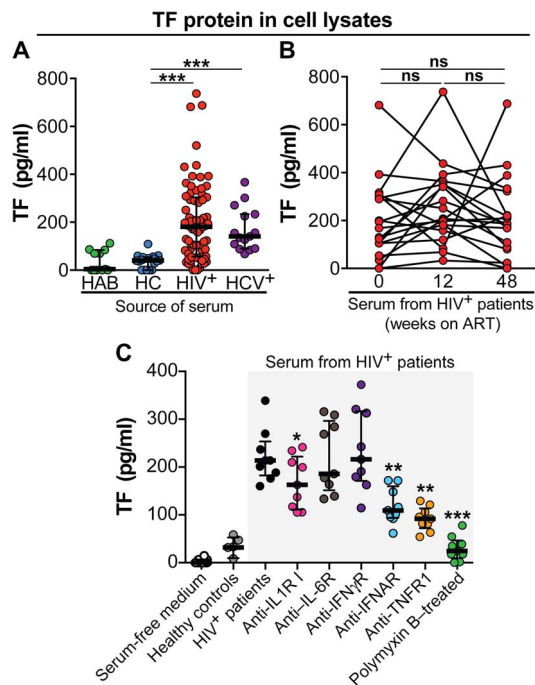 TF protein in cell lysates
A
***
***
800
600
400
200
0
TF (pg/ml)
HAB HC HIV+ HCV+
Source of serum
B
ns
ns ns
800
600
400
200
0
TF (pg/ml)
0 12 48
Serum from HIV+ patients
(weeks on ART)
C
Serum from HIV+ patients
400
300
200
100
0
TF (pg/ml)
*
**
**
***
Serum-free medium
Healthy controls
HIV+ patients
Anti-IL1R I
Anti–IL-6R
Anti-IFNγR
Anti-IFNAR
Anti-TNFR1
Polymyxin B–treated